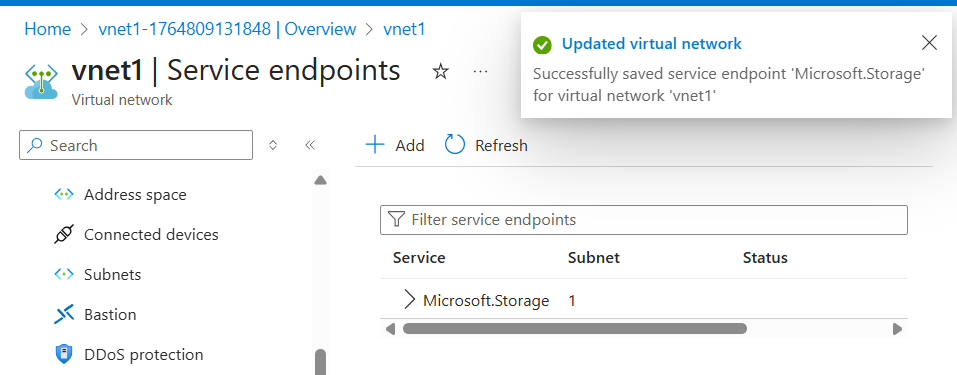 Home > vnet1-1764809131848 | Overview > vnet1
Updated virtual network
Successfully saved service endpoint 'Microsoft.Storage'
for virtual network 'vnet1'
vnet1 | Service endpoints
Virtual network
Search
Add
Refresh
Address space
Connected devices
Subnets
Bastion
DDoS protection
Filter service endpoints
Service Subnet Status
Microsoft.Storage 1